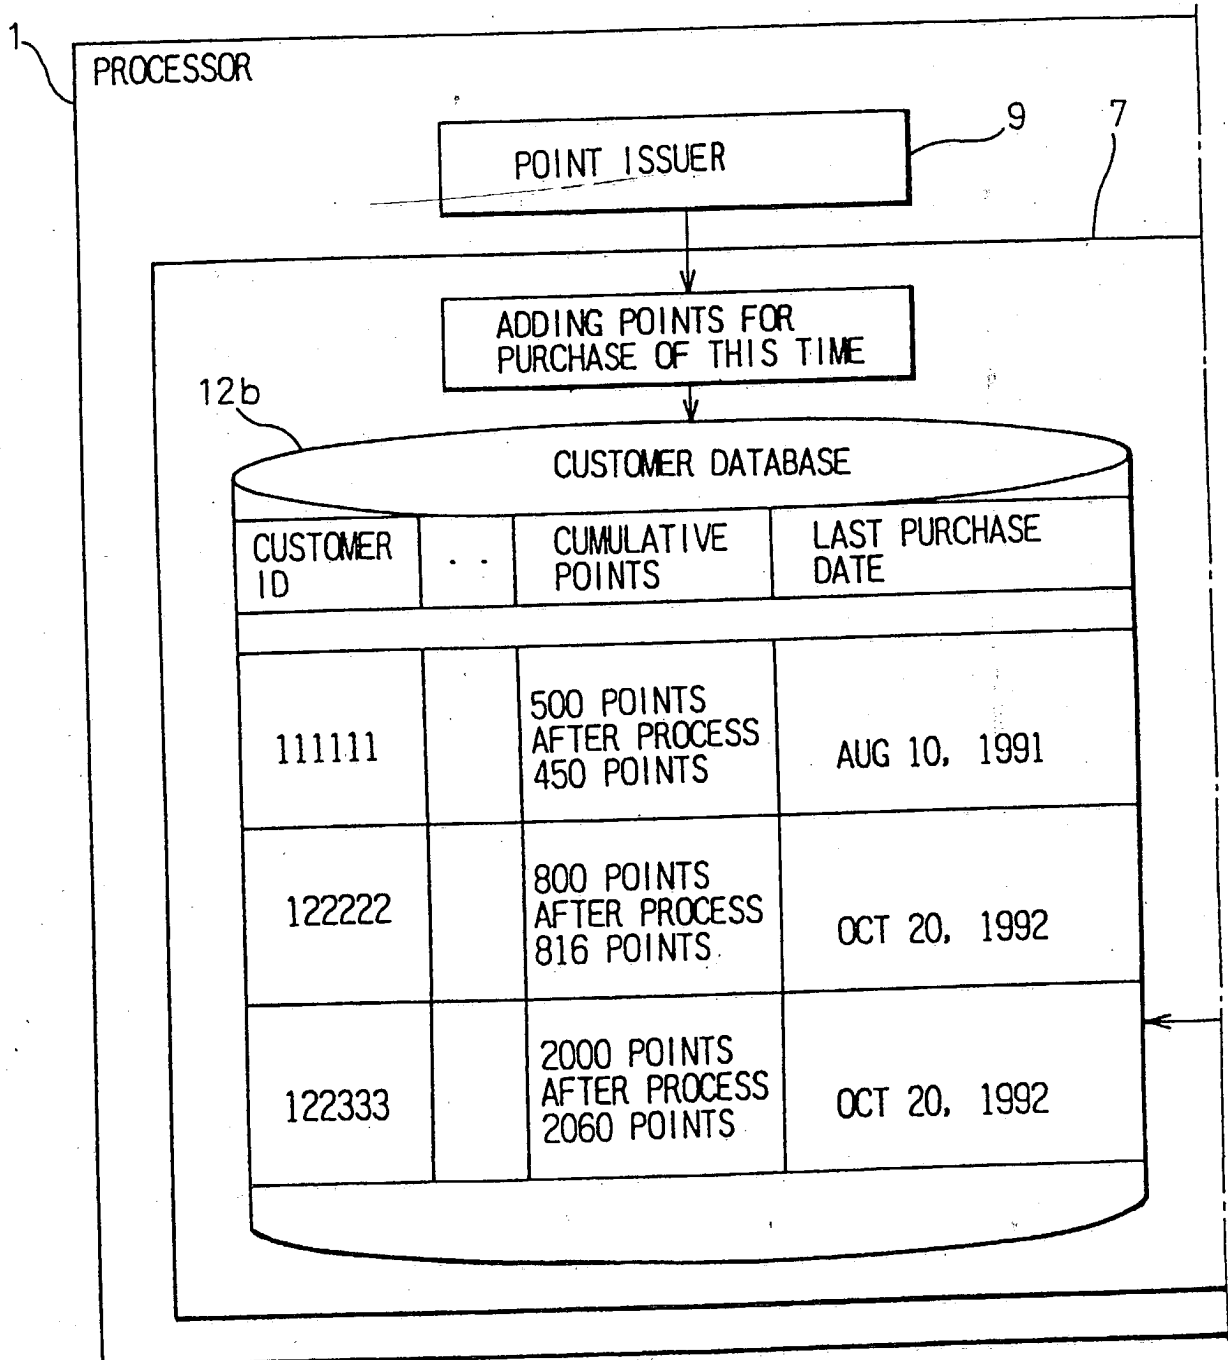 1
PROCESSOR
POINT ISSUER
9
7
ADDING POINTS FOR
PURCHASE OF THIS TIME
12b
CUSTOMER DATABASE
CUSTOMER
ID
. .
CUMULATIVE
POINTS
LAST PURCHASE
DATE
111111
500 POINTS
AFTER PROCESS
450 POINTS
AUG 10, 1991
122222
800 POINTS
AFTER PROCESS
816 POINTS
OCT 20, 1992
122333
2000 POINTS
AFTER PROCESS
2060 POINTS
OCT 20, 1992